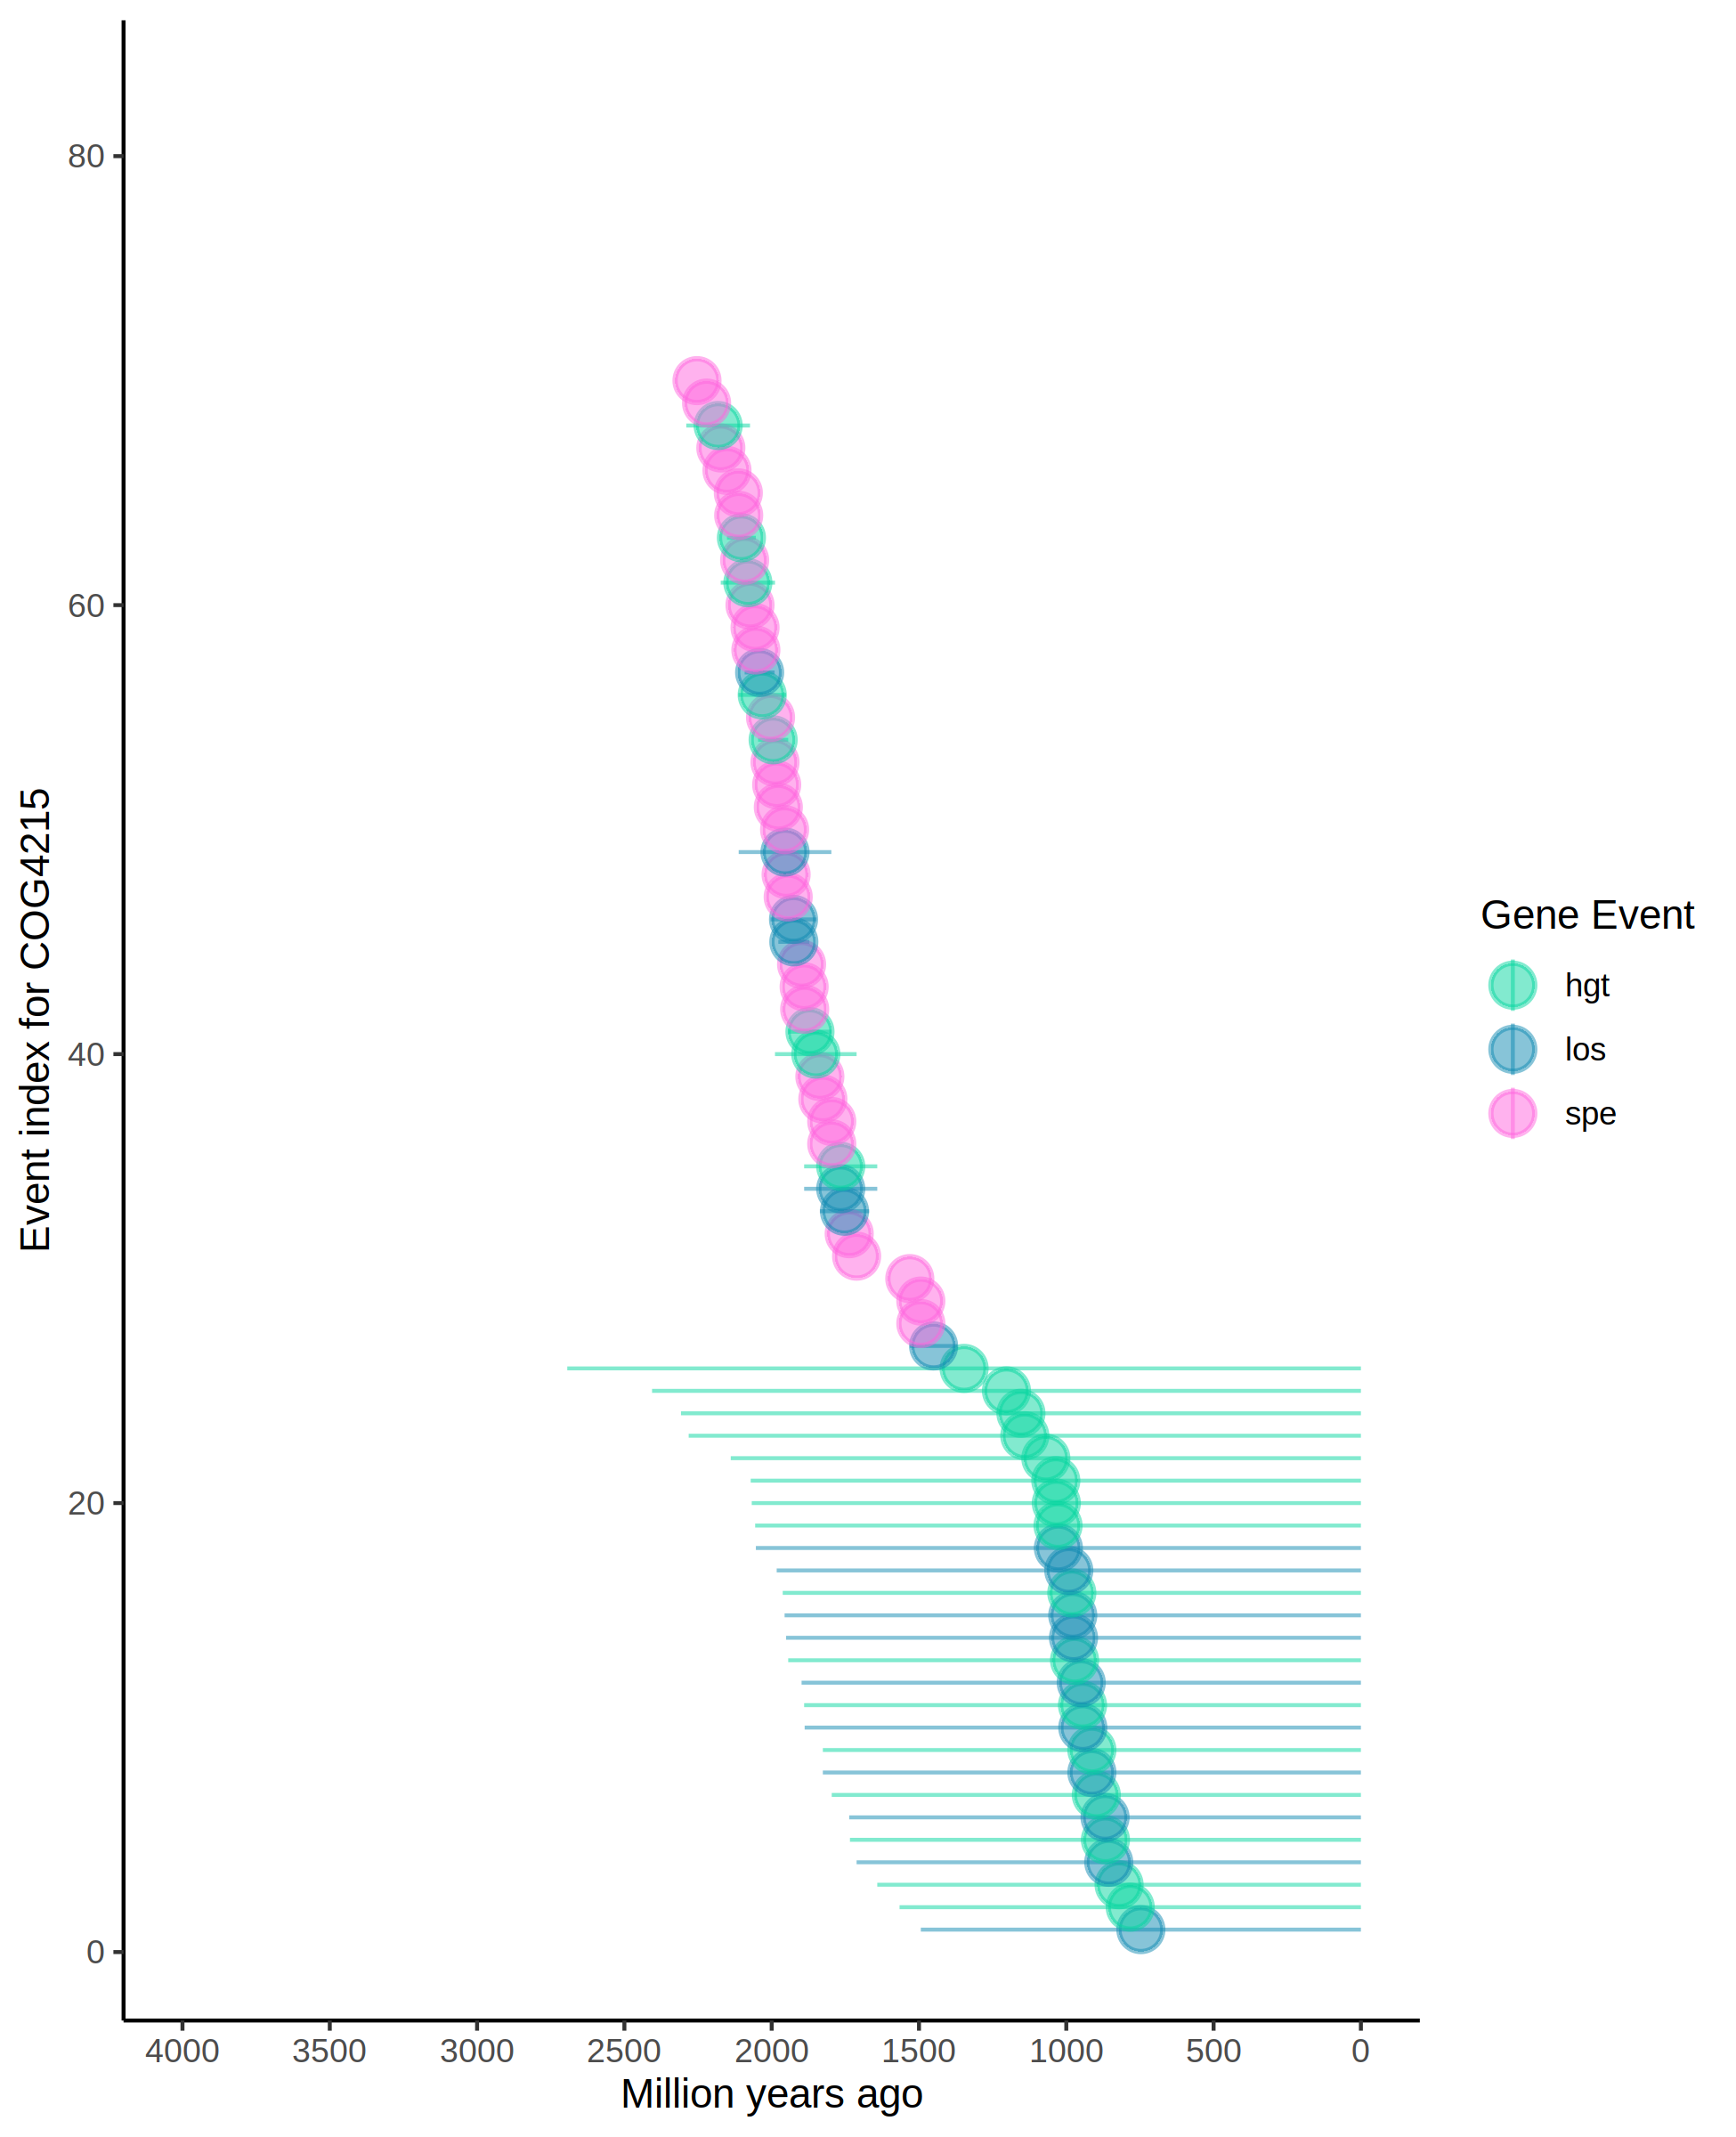 80
60
40
20
0
Event index for COG4215
4000 3500 3000 2500 2000 1500 1000 500 0
Million years ago
Gene Event
hgt
los
spe